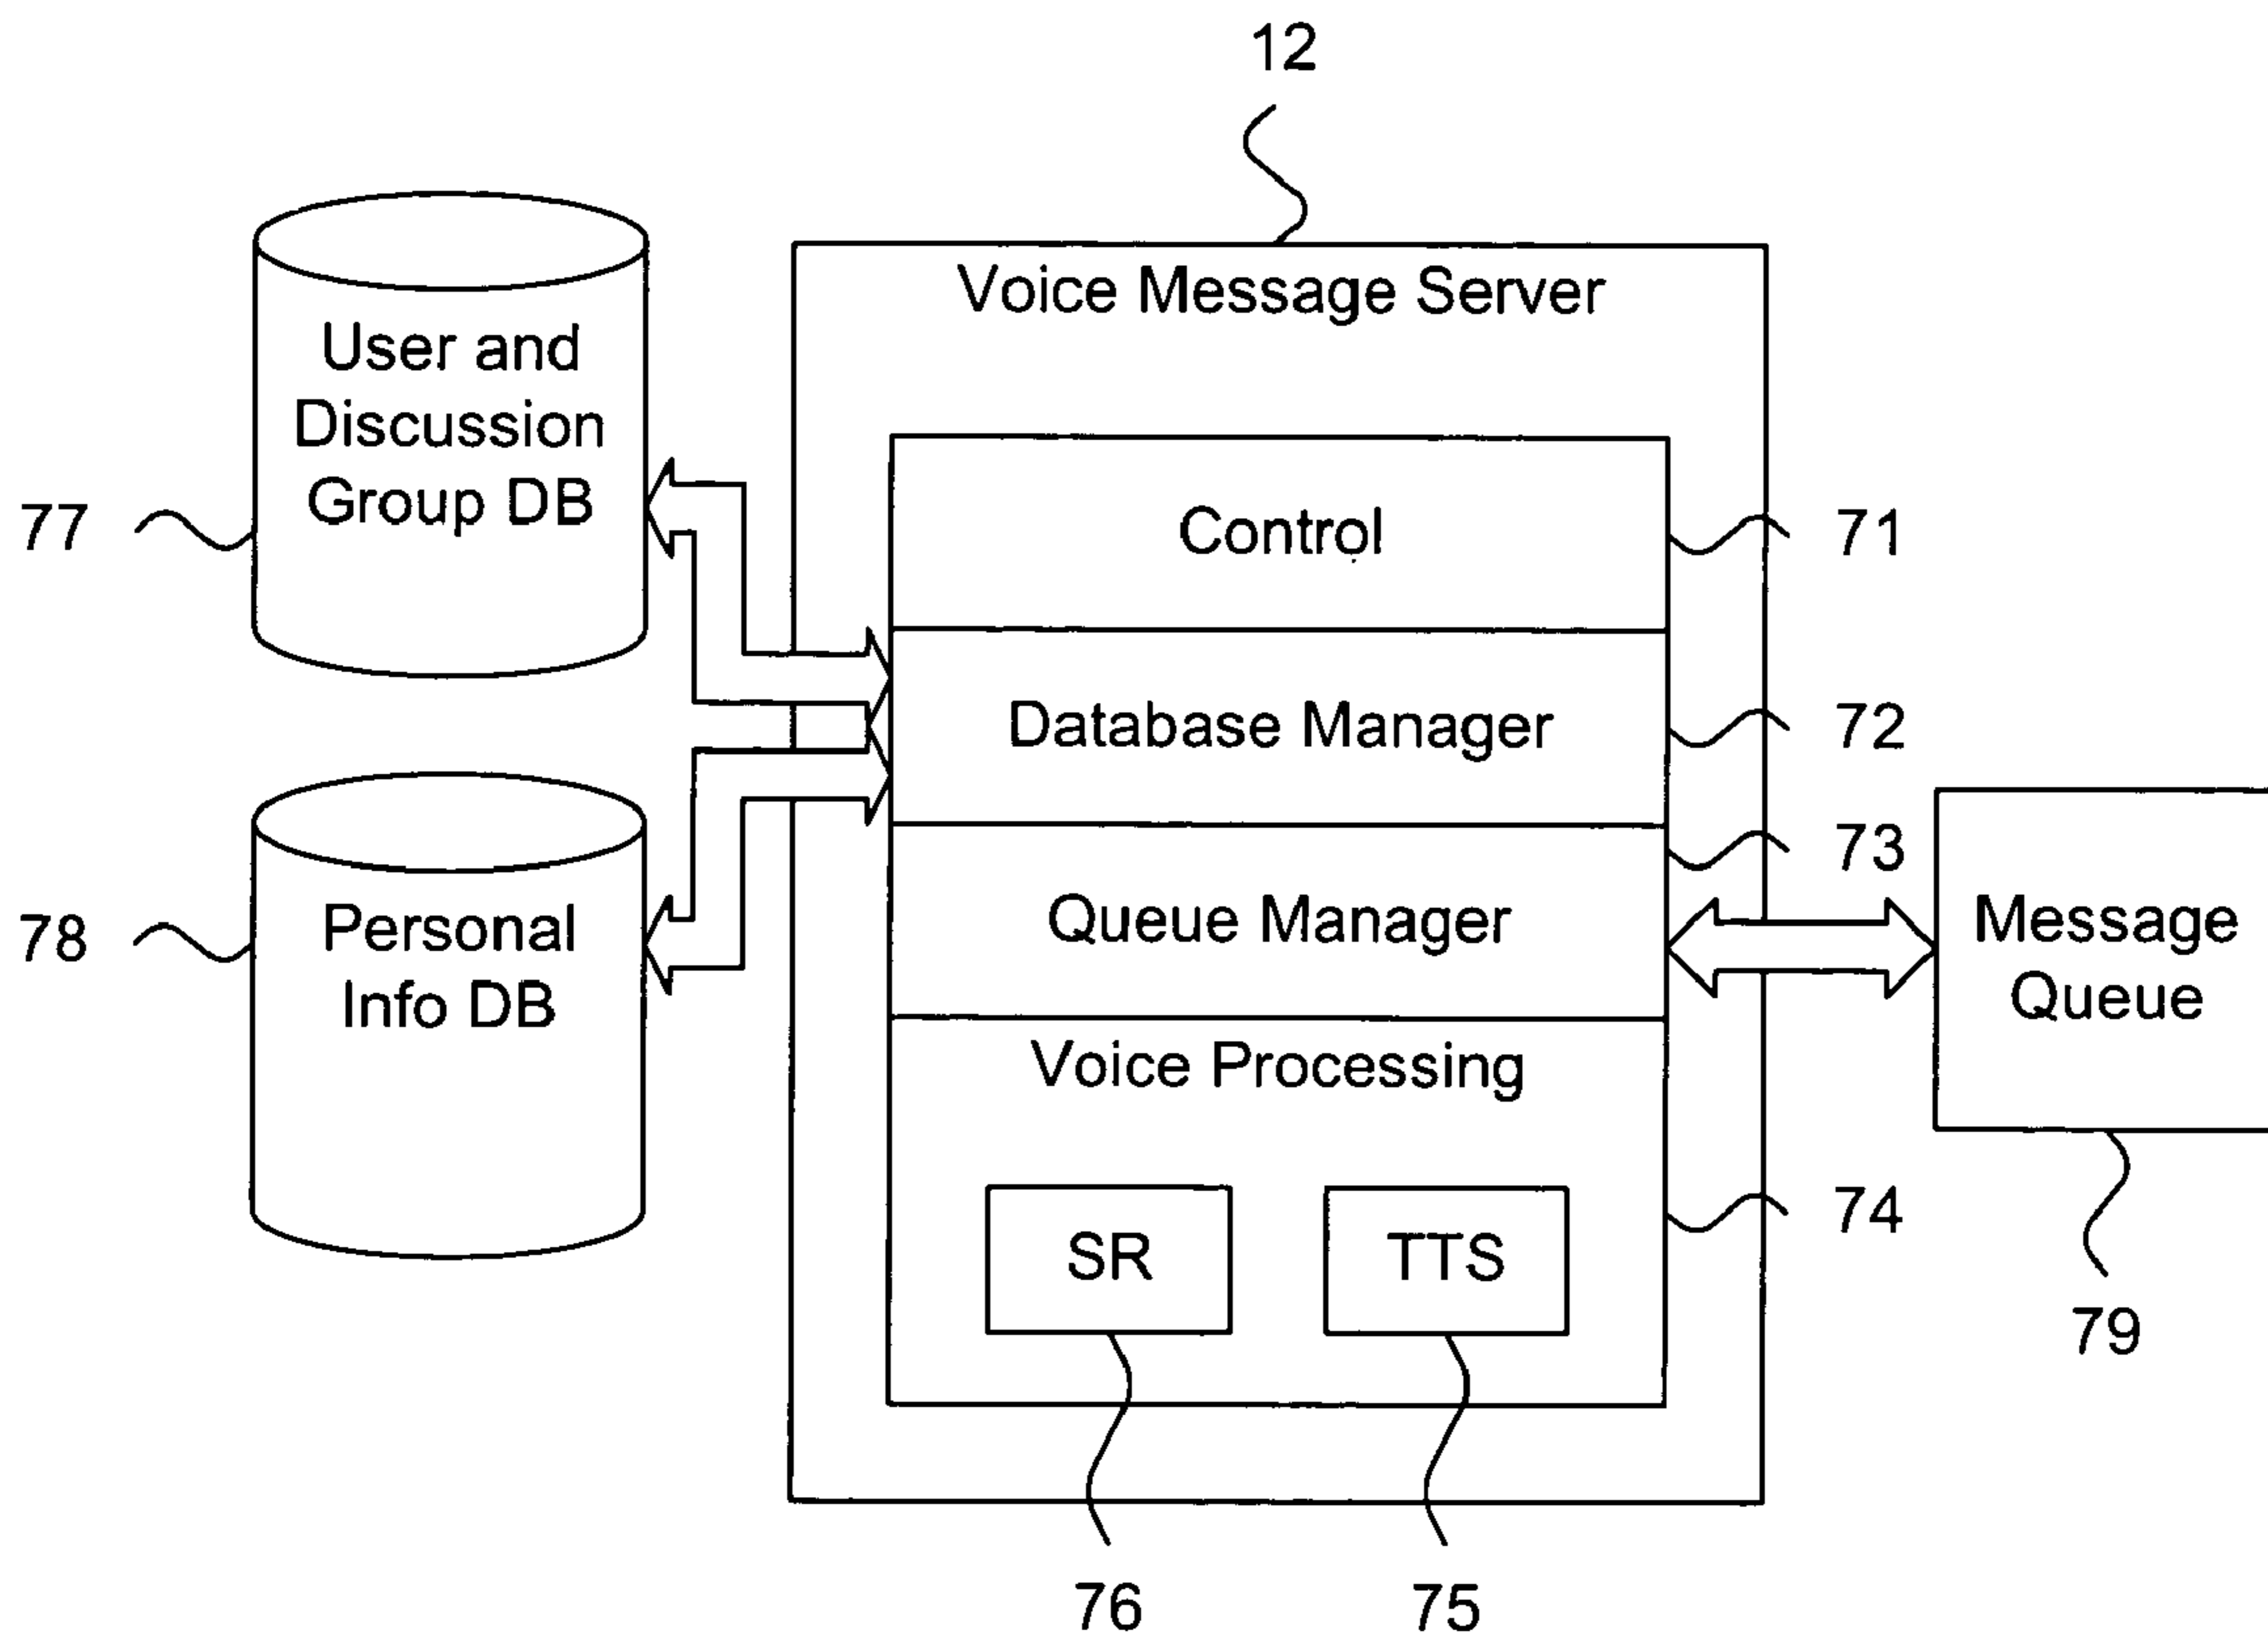 12
Voice Message Server
User and
Discussion
Group DB
77
Control
71
Database Manager
72
73
Queue Manager
Message
Queue
78
Personal
Info DB
Voice Processing
74
SR
TTS
79
76
75